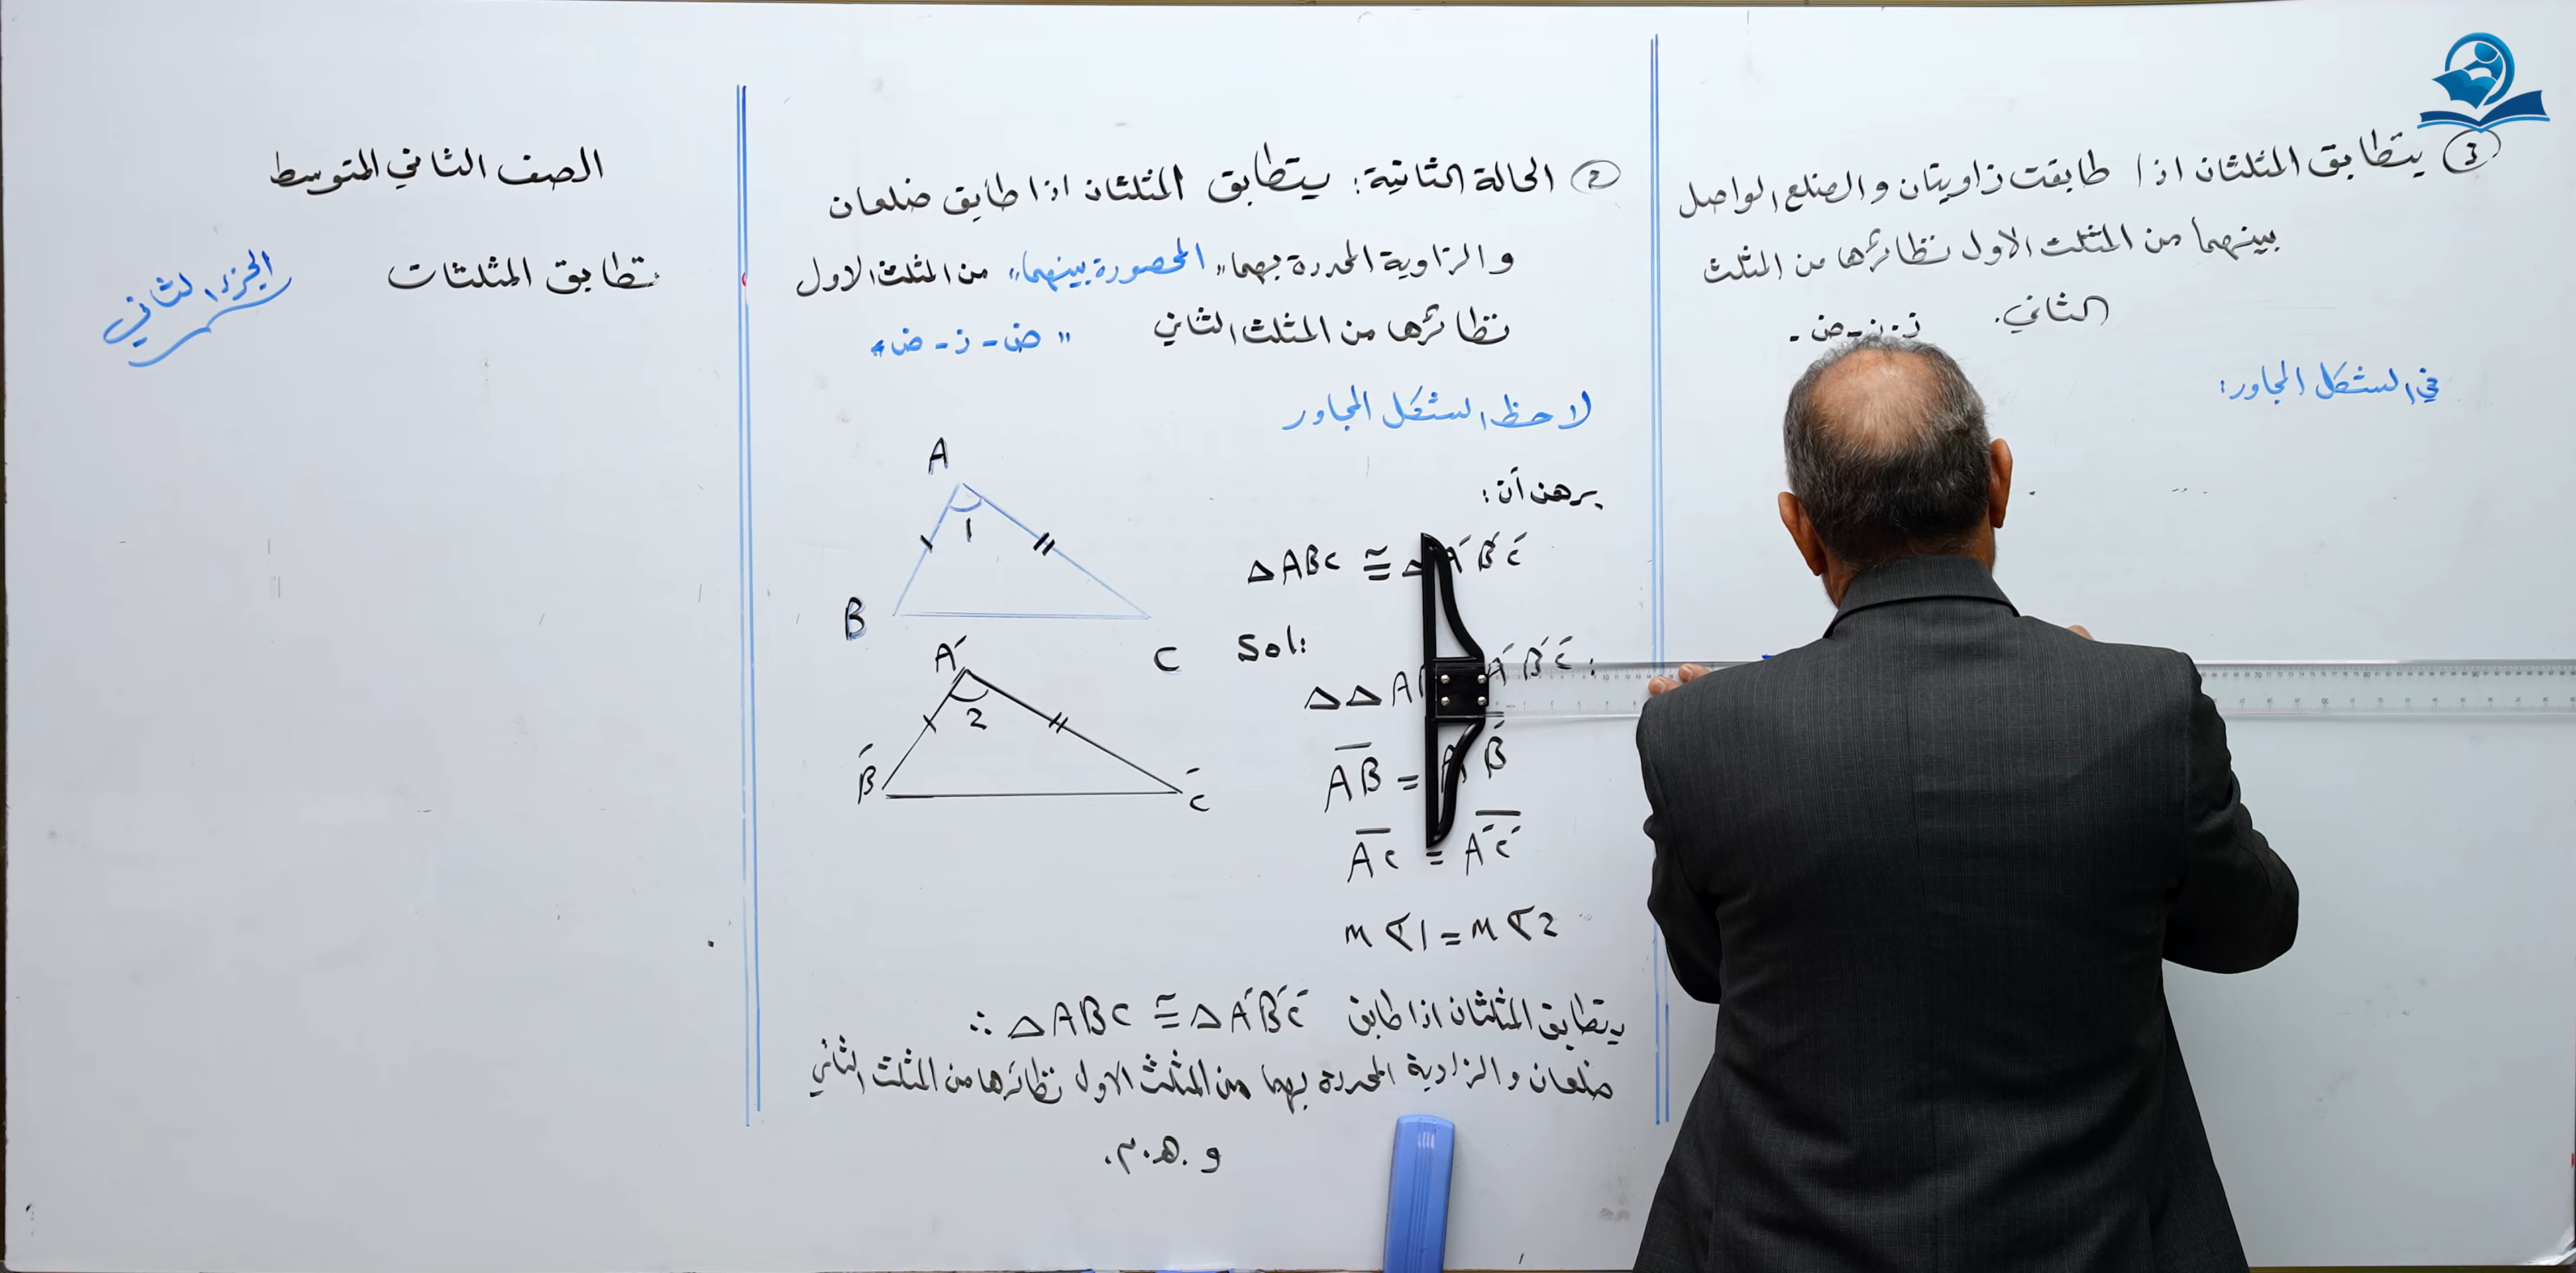 الصف الثاني المتوسط
تطابق المثلثات
الجزء الثاني
② الحالة الثانية: يتطابق المثلثان اذا طابق ضلعان
و الزاوية المحددة بهما "المحصورة بينهما" من المثلث الاول
نظائرها من المثلث الثاني "ض - ز - ض"
لاحظ الشكل المجاور
برهن أن:
△ABC ≅ △A'B'C'
Sol:
△△ A A'B'C' :
AB = A'B'
AC = A'C'
m∢1 = m∢2
∴ △ABC ≅ △A'B'C' يتطابق المثلثان اذا طابق
ضلعان و الزاوية المحددة بهما من المثلث الاول نظائرها من المثلث الثاني
و.هـ.م.
A
1
B
C
A'
2
B'
C'
③ يتطابق المثلثان اذا طابقت زاويتان و الضلع الواصل
بينهما من المثلث الاول نظائرها من المثلث
الثاني. ز-ز-ض-
في الشكل المجاور: